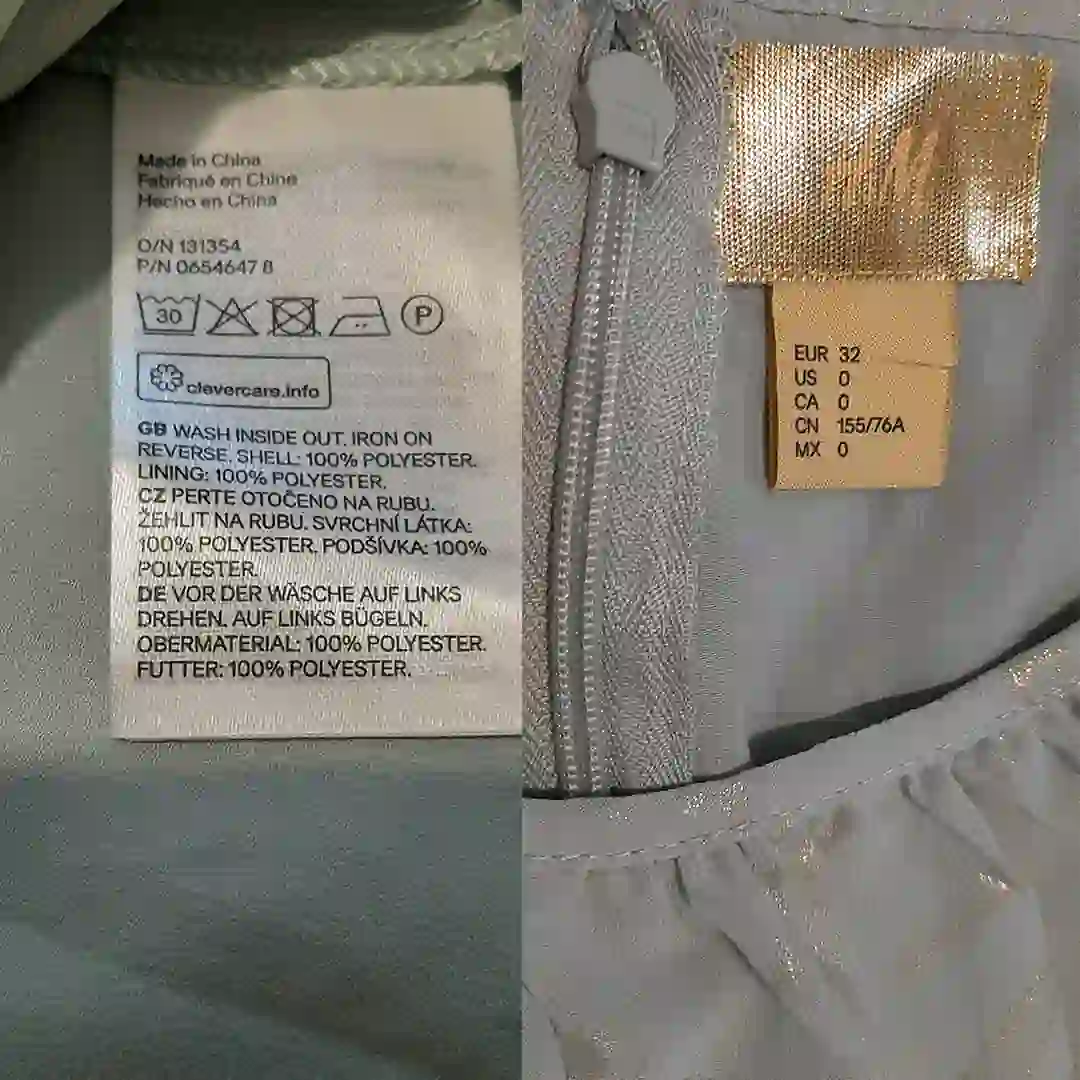 Made in China
Fabriqué en Chine
Hecho en China
O/N 131354
P/N 0654647 8
30
P
clevercare.info
GB WASH INSIDE OUT. IRON ON
REVERSE. SHELL: 100% POLYESTER.
LINING: 100% POLYESTER.
CZ PERTE OTOČENO NA RUBU.
ŽEHLIT NA RUBU. SVRCHNÍ LÁTKA:
100% POLYESTER. PODŠÍVKA: 100%
POLYESTER.
DE VOR DER WÄSCHE AUF LINKS
DREHEN. AUF LINKS BÜGELN.
OBERMATERIAL: 100% POLYESTER.
FUTTER: 100% POLYESTER.
EUR 32
US 0
CA 0
CN 155/76A
MX 0